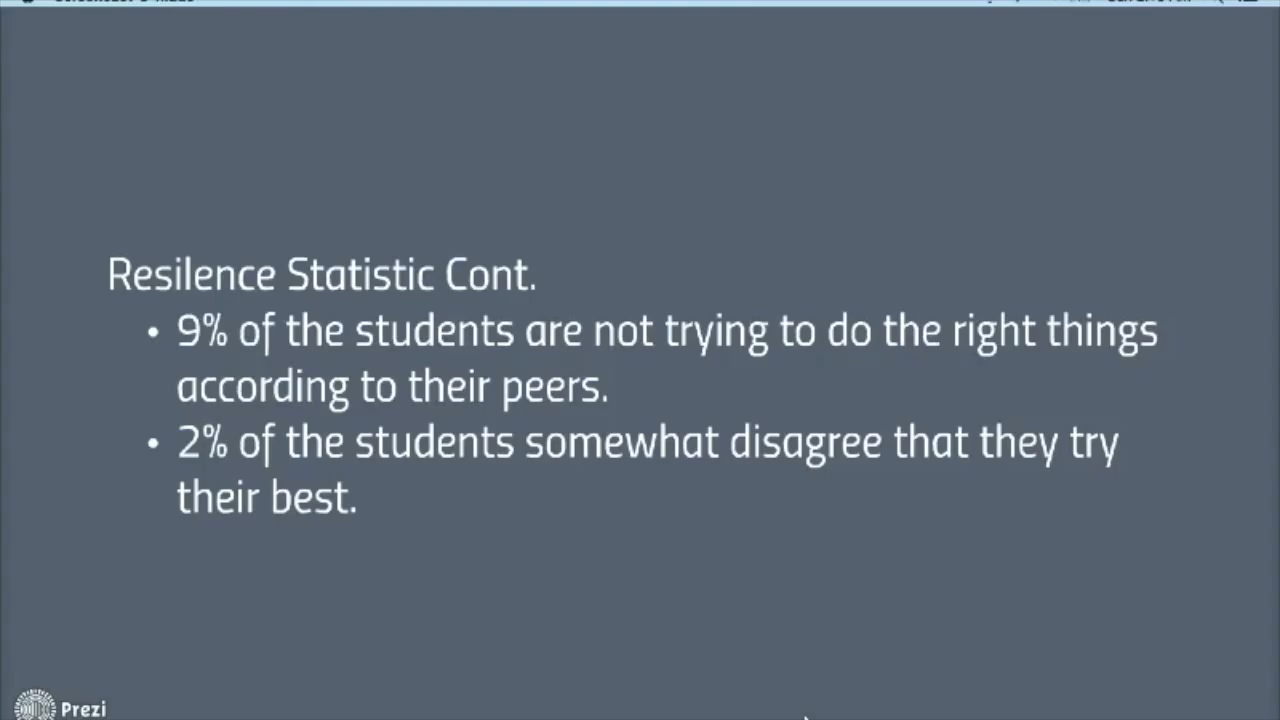 Resilence Statistic Cont.
• 9% of the students are not trying to do the right things
according to their peers.
• 2% of the students somewhat disagree that they try
their best.
Prezi